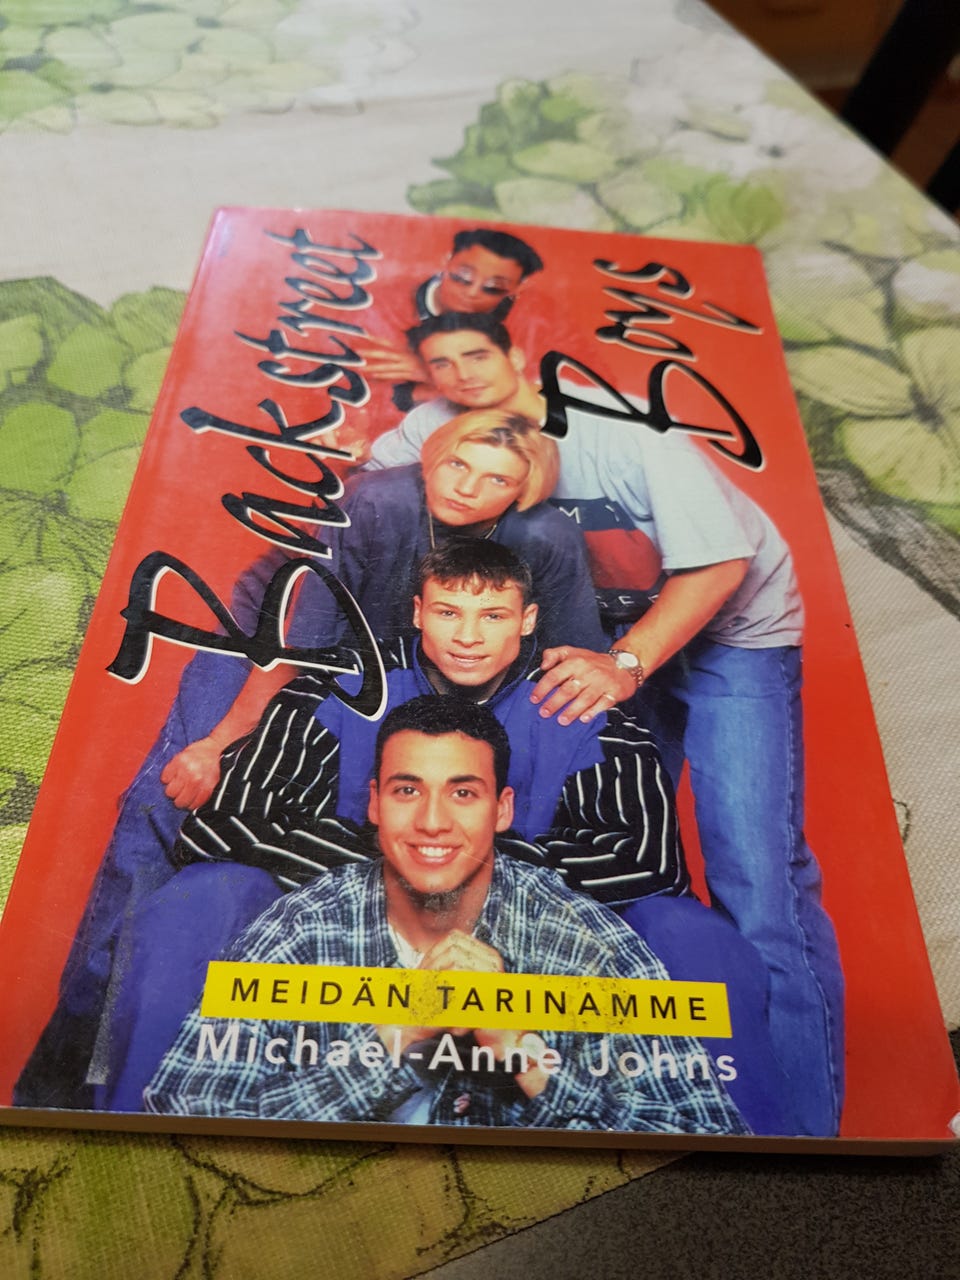 Backstreet
Boys
MEIDÄN TARINAMME
Michael-Anne Johns